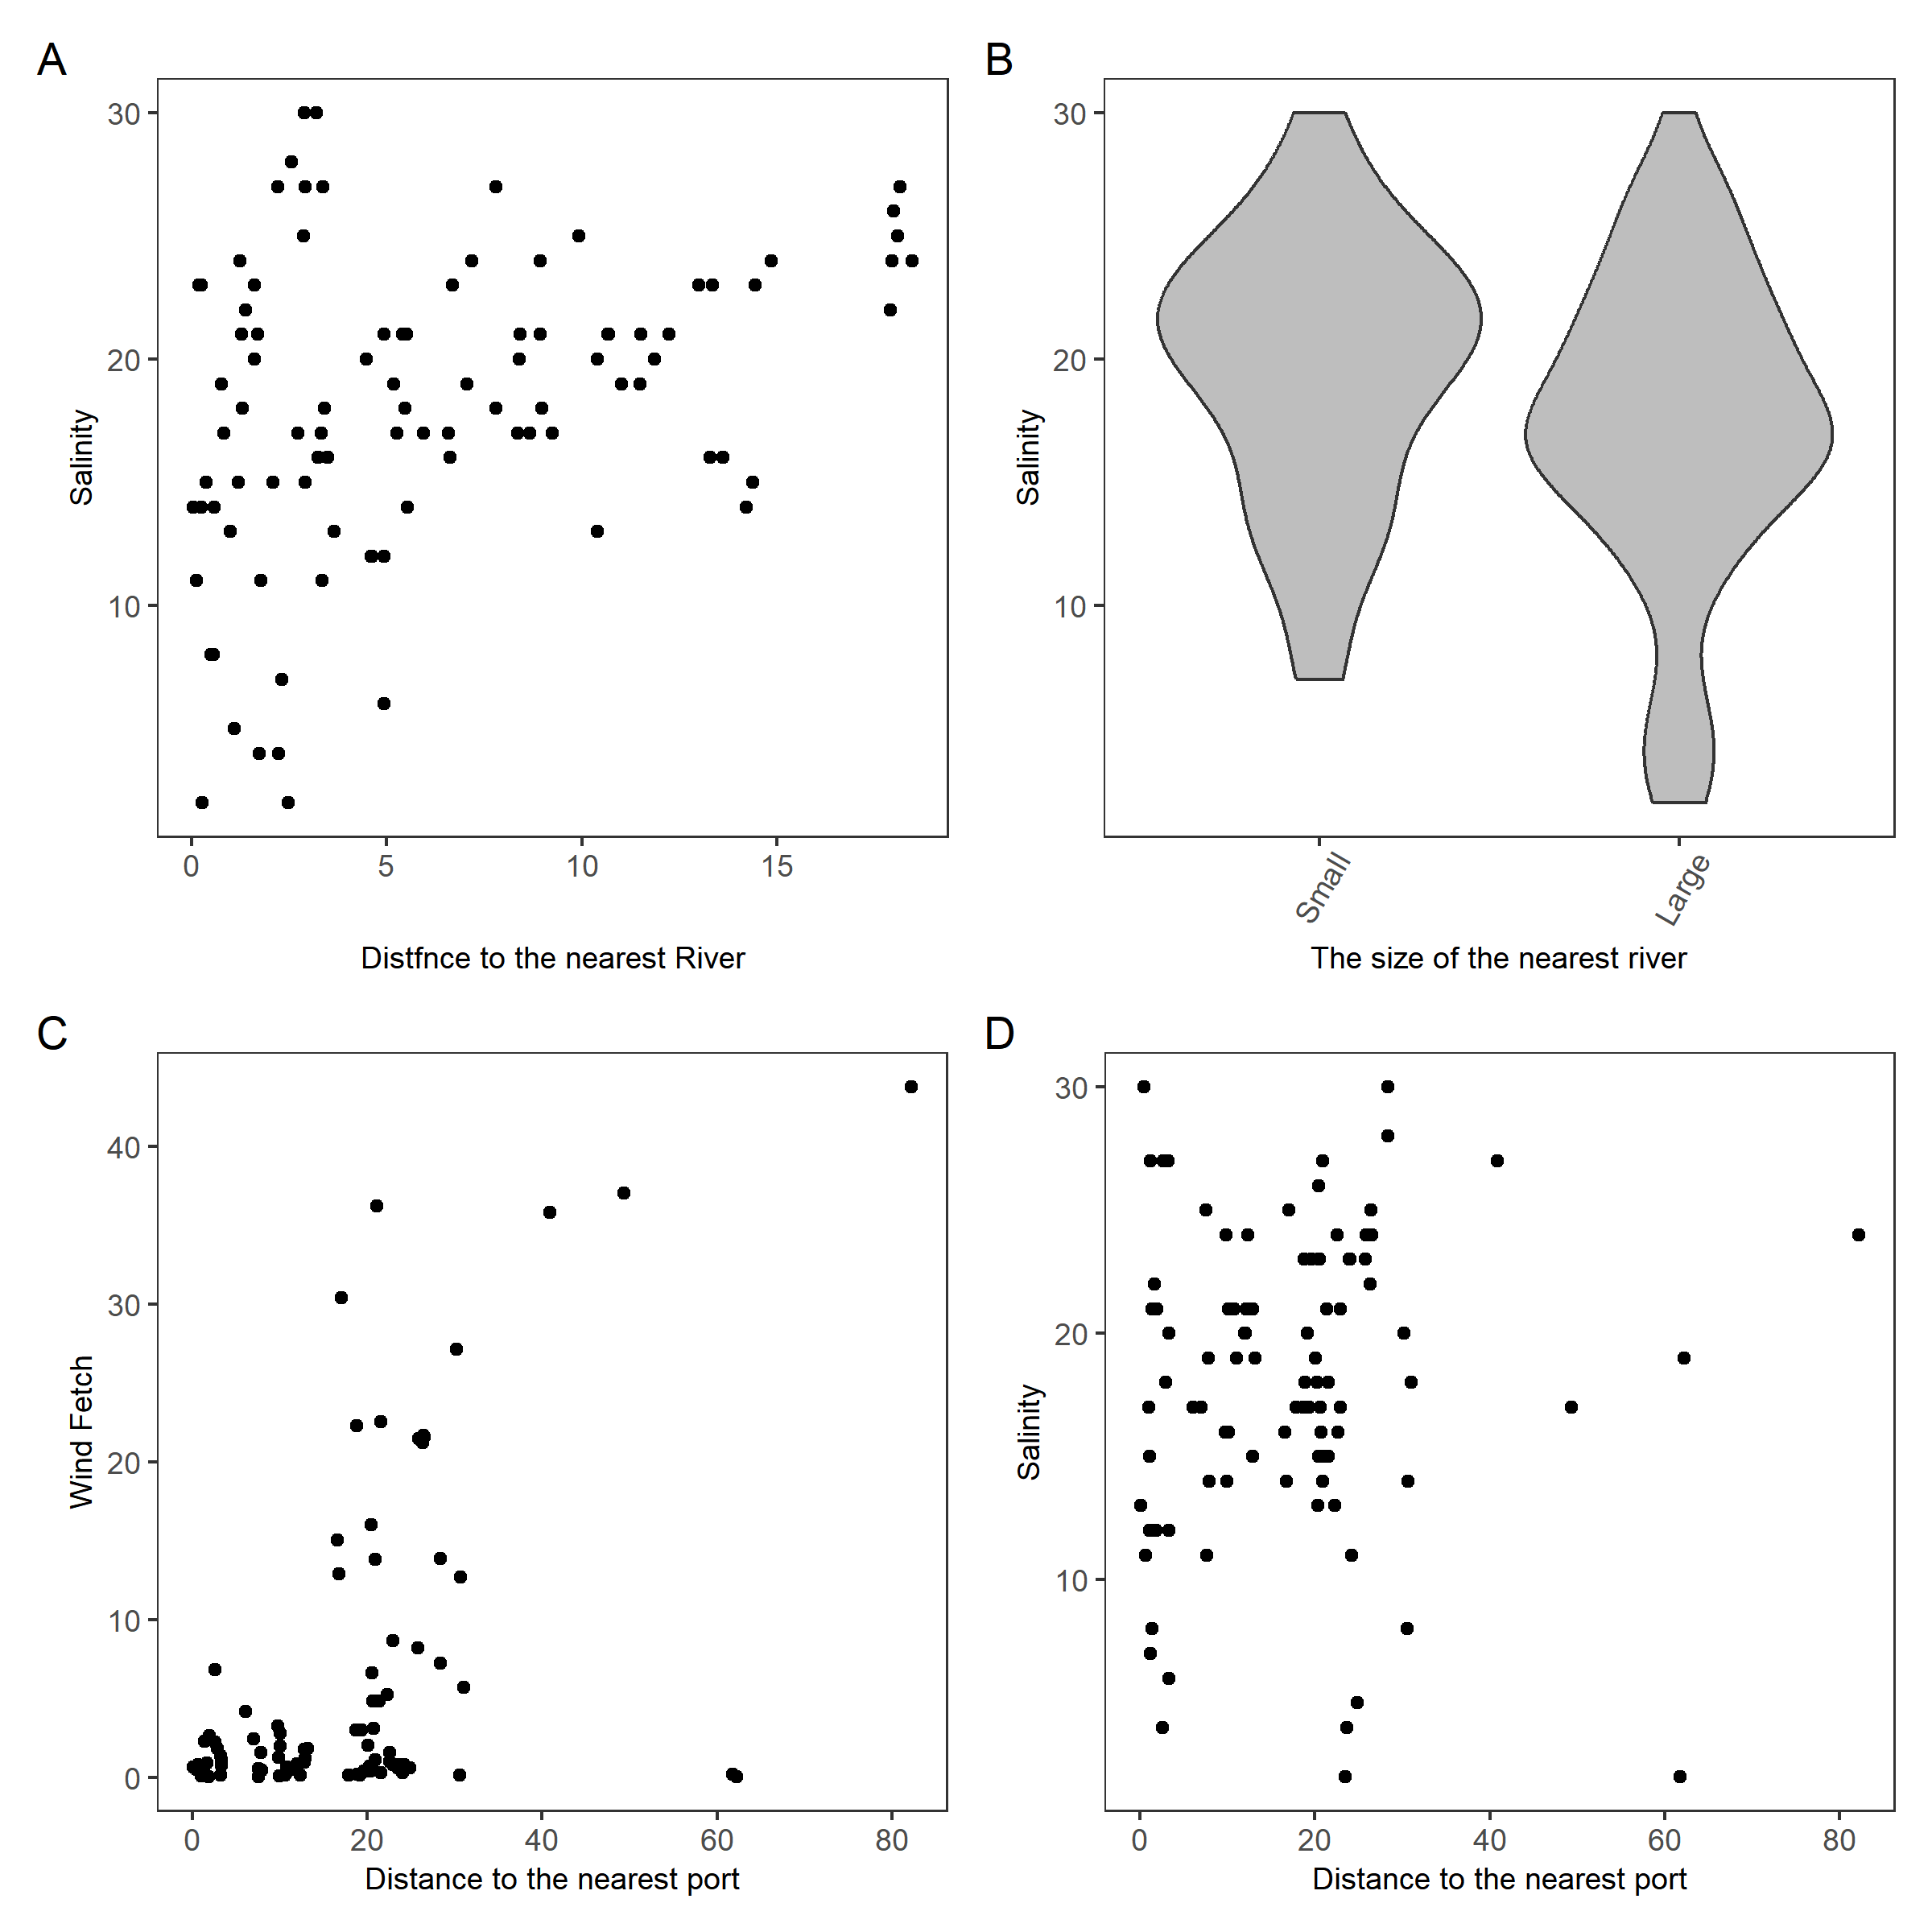 A
B
30
20
10
Salinity
0 5 10 15
Distfnce to the nearest River
30
20
10
Salinity
Small Large
The size of the nearest river
C
D
40
30
20
10
0
Wind Fetch
0 20 40 60 80
Distance to the nearest port
30
20
10
Salinity
0 20 40 60 80
Distance to the nearest port